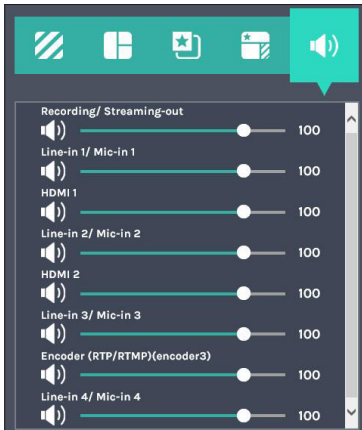 Recording/ Streaming-out
100
Line-in 1/ Mic-in 1
100
HDMI 1
100
Line-in 2/ Mic-in 2
100
HDMI 2
100
Line-in 3/ Mic-in 3
100
Encoder (RTP/RTMP)(encoder3)
100
Line-in 4/ Mic-in 4
100